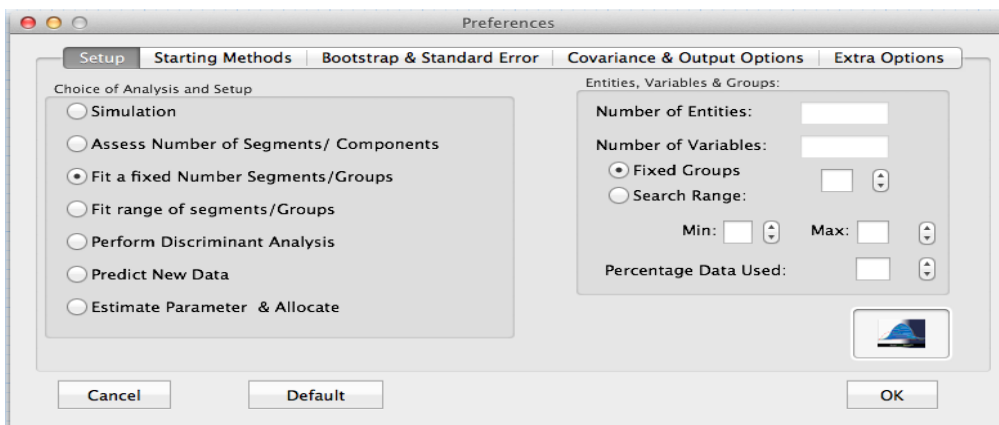 Preferences
Setup Starting Methods Bootstrap & Standard Error Covariance & Output Options Extra Options
Choice of Analysis and Setup
Simulation
Assess Number of Segments/ Components
Fit a fixed Number Segments/Groups
Fit range of segments/Groups
Perform Discriminant Analysis
Predict New Data
Estimate Parameter & Allocate
Entities, Variables & Groups:
Number of Entities:
Number of Variables:
Fixed Groups
Search Range:
Min: Max:
Percentage Data Used:
Cancel Default OK